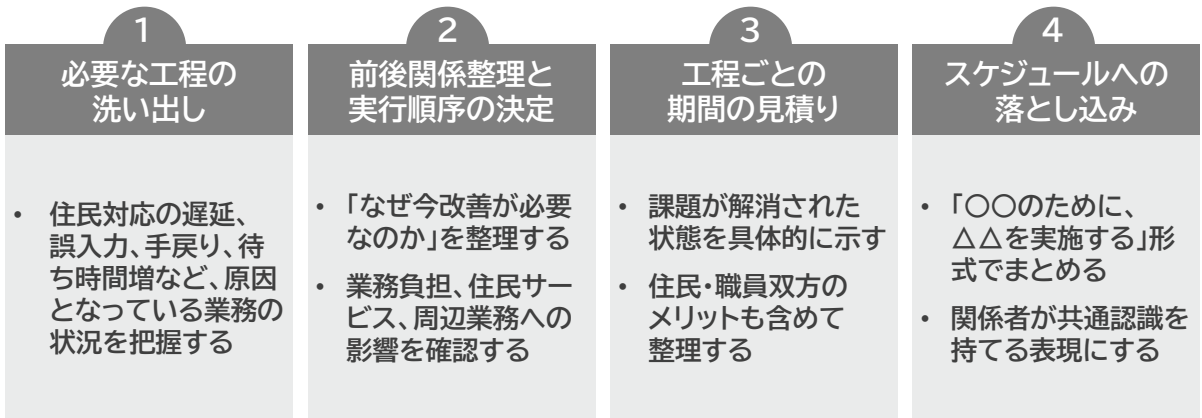 1
必要な工程の
洗い出し
・ 住民対応の遅延、
誤入力、手戻り、待
ち時間増など、原因
となっている業務の
状況を把握する
2
前後関係整理と
実行順序の決定
・ 「なぜ今改善が必要
なのか」を整理する
・ 業務負担、住民サー
ビス、周辺業務への
影響を確認する
3
工程ごとの
期間の見積り
・ 課題が解消された
状態を具体的に示す
・ 住民・職員双方の
メリットも含めて
整理する
4
スケジュールへの
落とし込み
・ 「〇〇のために、
△△を実施する」形
式でまとめる
・ 関係者が共通認識を
持てる表現にする